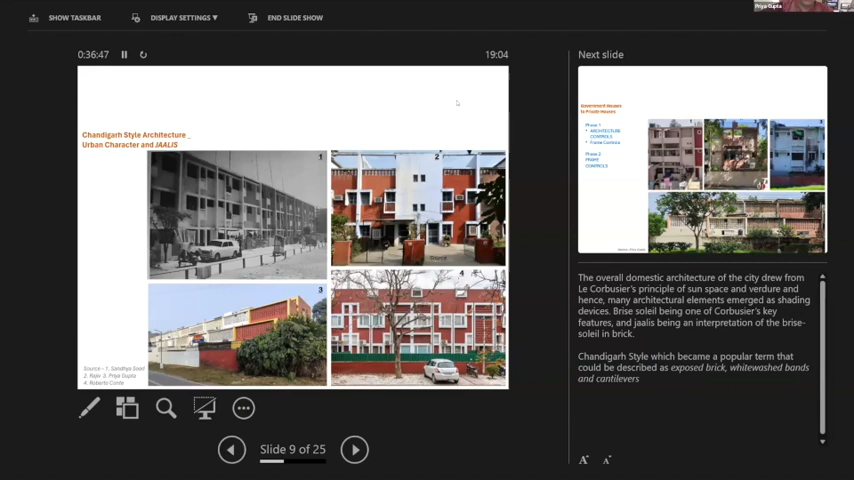 Priya Gupta
SHOW TASKBAR
DISPLAY SETTINGS ▼
END SLIDE SHOW
0:36:47
19:04
Next slide
Chandigarh Style Architecture _
Urban Character and JAALIS
1
2
3
4
Source - 1. Sandhya Sood
2. Rajiv 3. Priya Gupta
4. Roberto Conte
Government Houses
to Private Houses
Phase 1
• ARCHITECTURE
CONTROLS
• Frame Controls
Phase 2
CONTROLS
The overall domestic architecture of the city drew from
Le Corbusier's principle of sun space and verdure and
hence, many architectural elements emerged as shading
devices. Brise soleil being one of Corbusier's key
features, and jaalis being an interpretation of the brise-
soleil in brick.
Chandigarh Style which became a popular term that
could be described as exposed brick, whitewashed bands
and cantilevers
Slide 9 of 25
A A